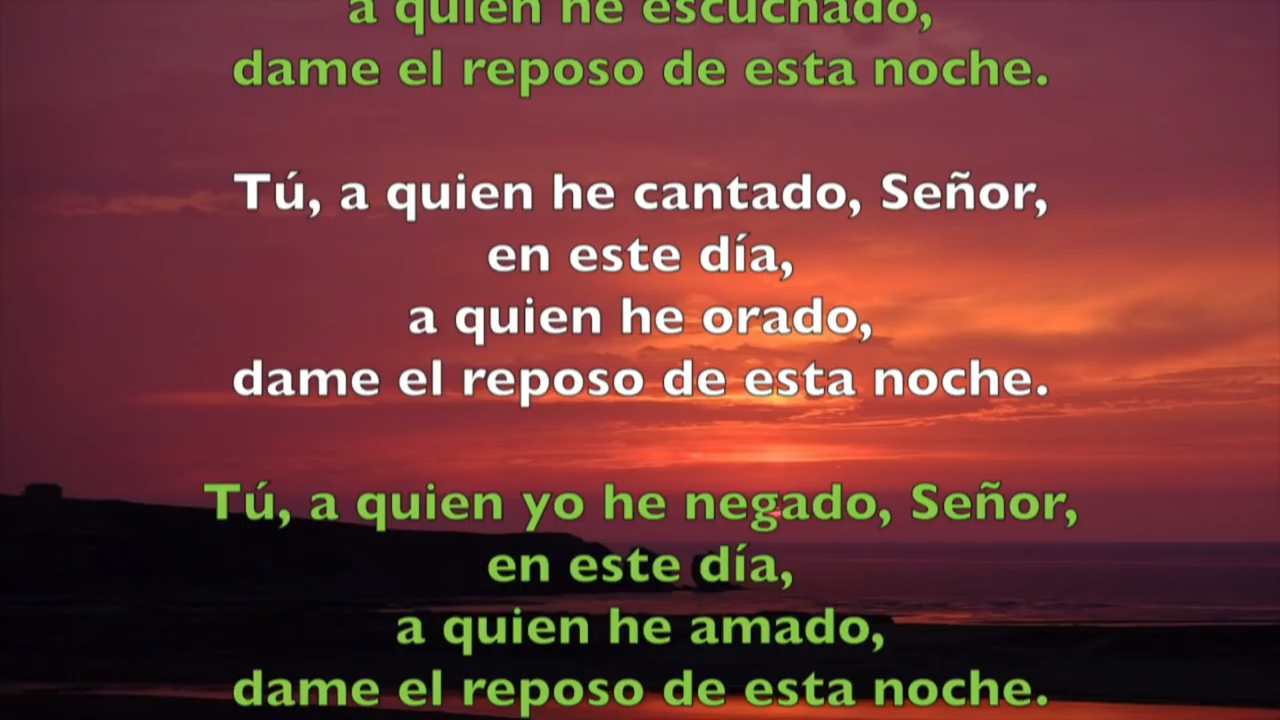 a quien he escuchado,
dame el reposo de esta noche.
Tú, a quien he cantado, Señor,
en este día,
a quien he orado,
dame el reposo de esta noche.
Tú, a quien yo he negado, Señor,
en este día,
a quien he amado,
dame el reposo de esta noche.